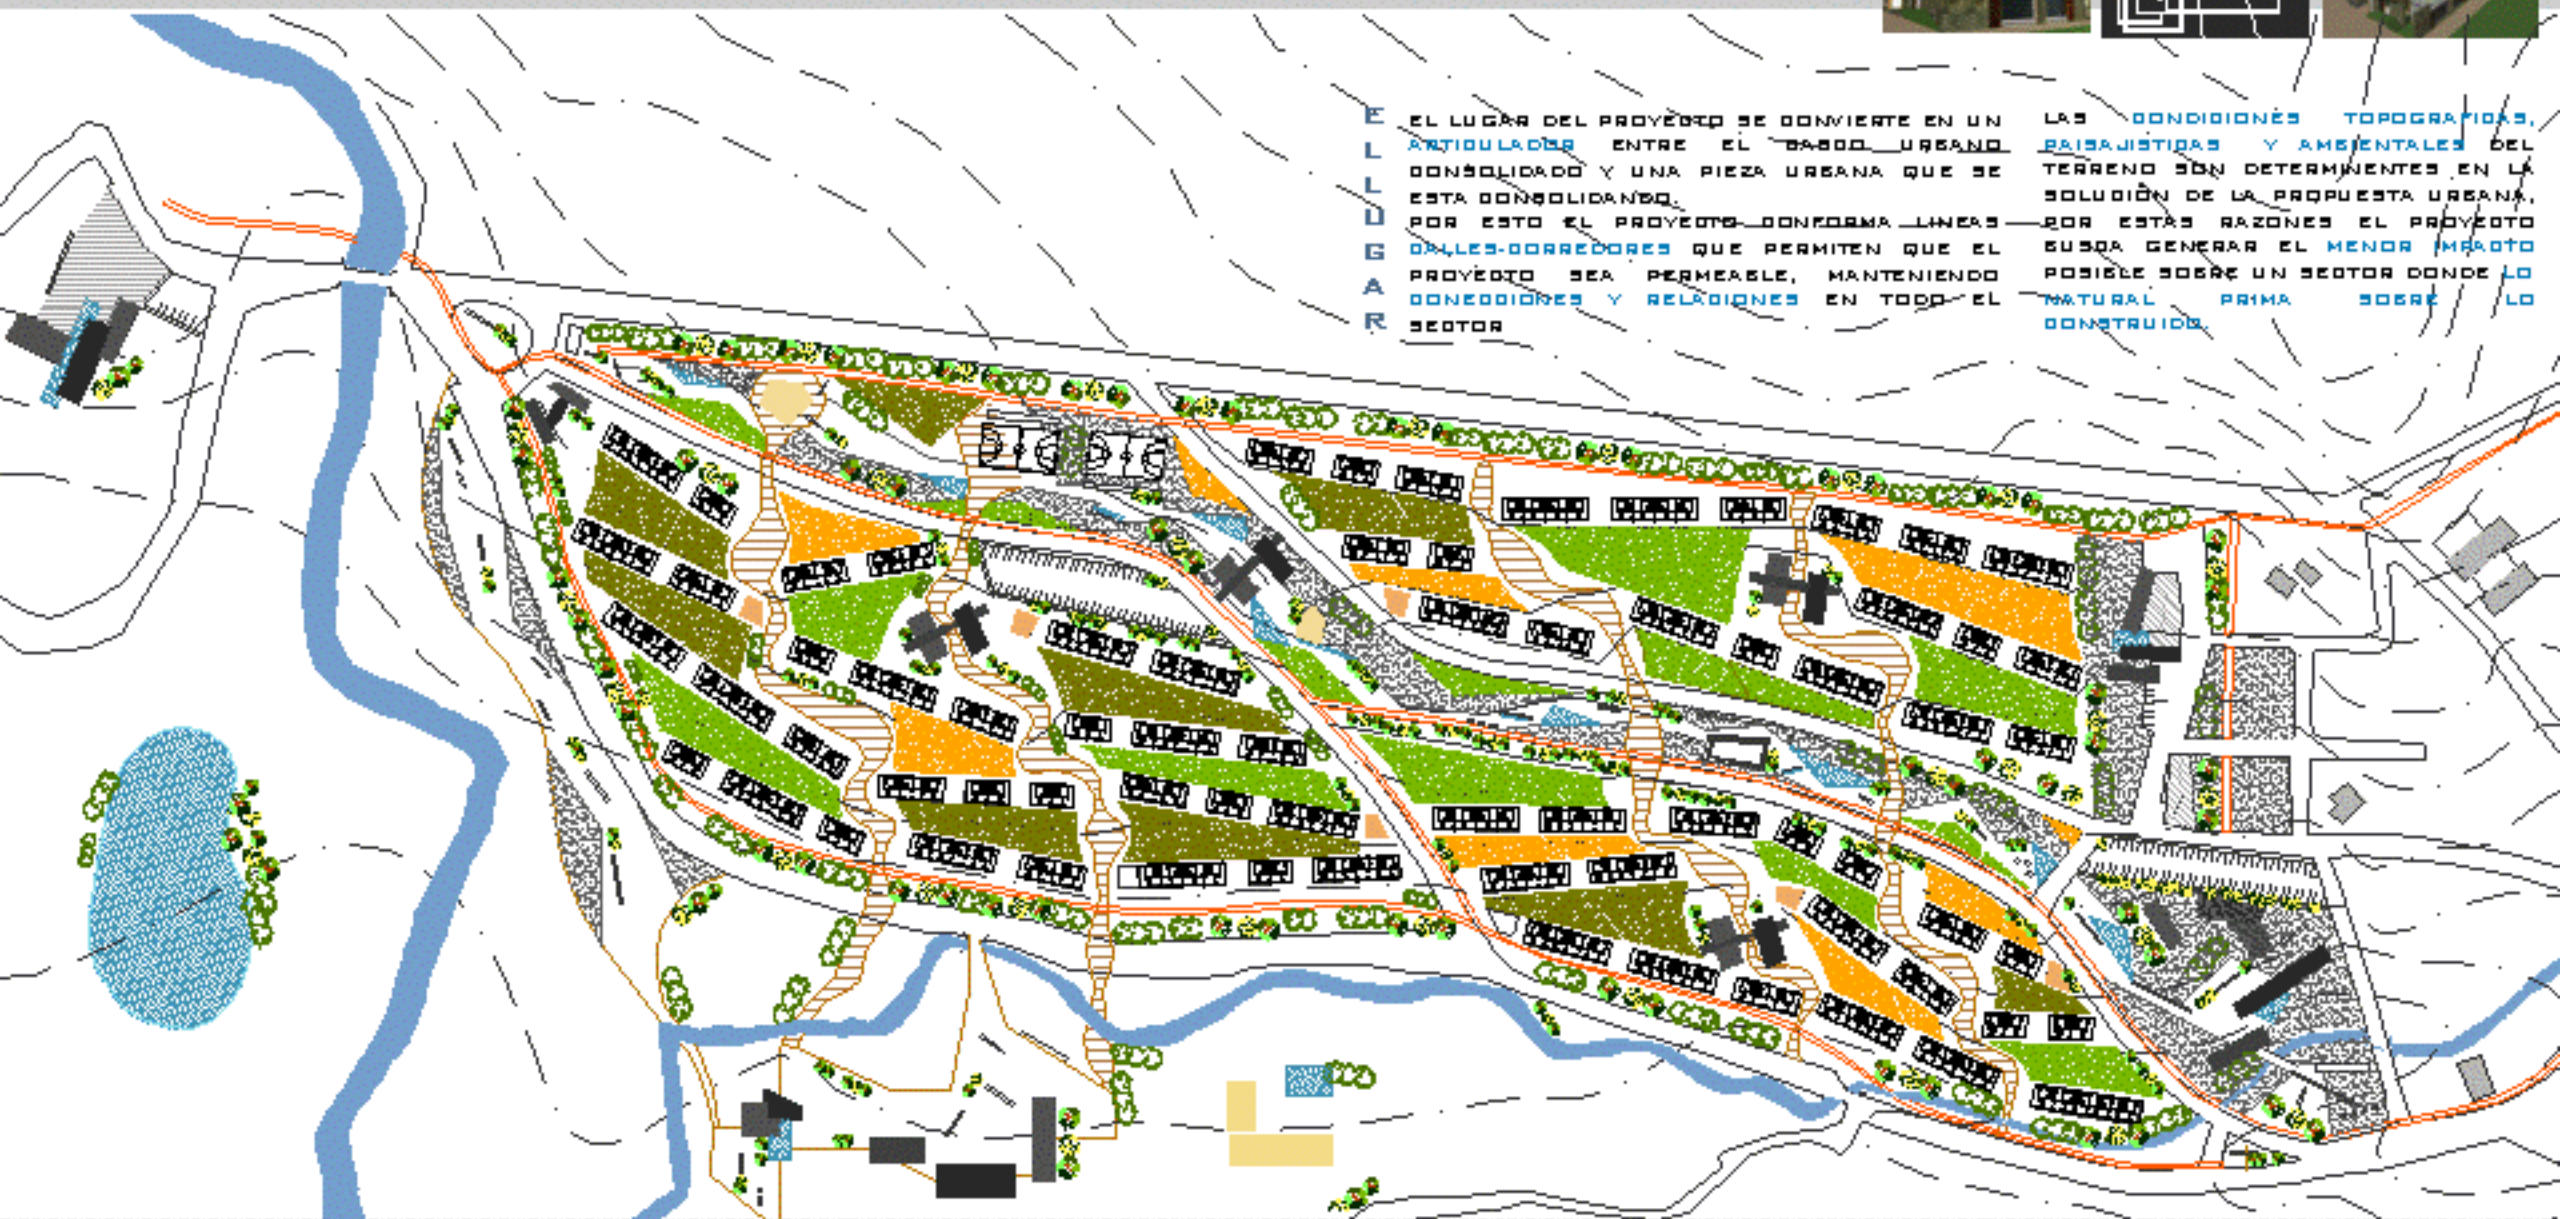 EL LUGAR
EL LUGAR DEL PROYECTO SE CONVIERTE EN UN
ARTICULADOR ENTRE EL CASCO URBANO
CONSOLIDADO Y UNA PIEZA URBANA QUE SE
ESTA CONSOLIDANDO.
POR ESTO EL PROYECTO CONFORMA LINEAS
CALLES-CORREDORES QUE PERMITEN QUE EL
PROYECTO SEA PERMEABLE, MANTENIENDO
CONECCIONES Y RELACIONES EN TODO EL
SECTOR
LAS CONDICIONES TOPOGRAFICAS,
PAISAJISTICAS Y AMBIENTALES DEL
TERRENO SON DETERMINENTES EN LA
SOLUCION DE LA PROPUESTA URBANA,
POR ESTAS RAZONES EL PROYECTO
BUSCA GENERAR EL MENOR IMPACTO
POSIBLE SOBRE UN SECTOR DONDE LO
NATURAL PRIMA SOBRE LO
CONSTRUIDO.